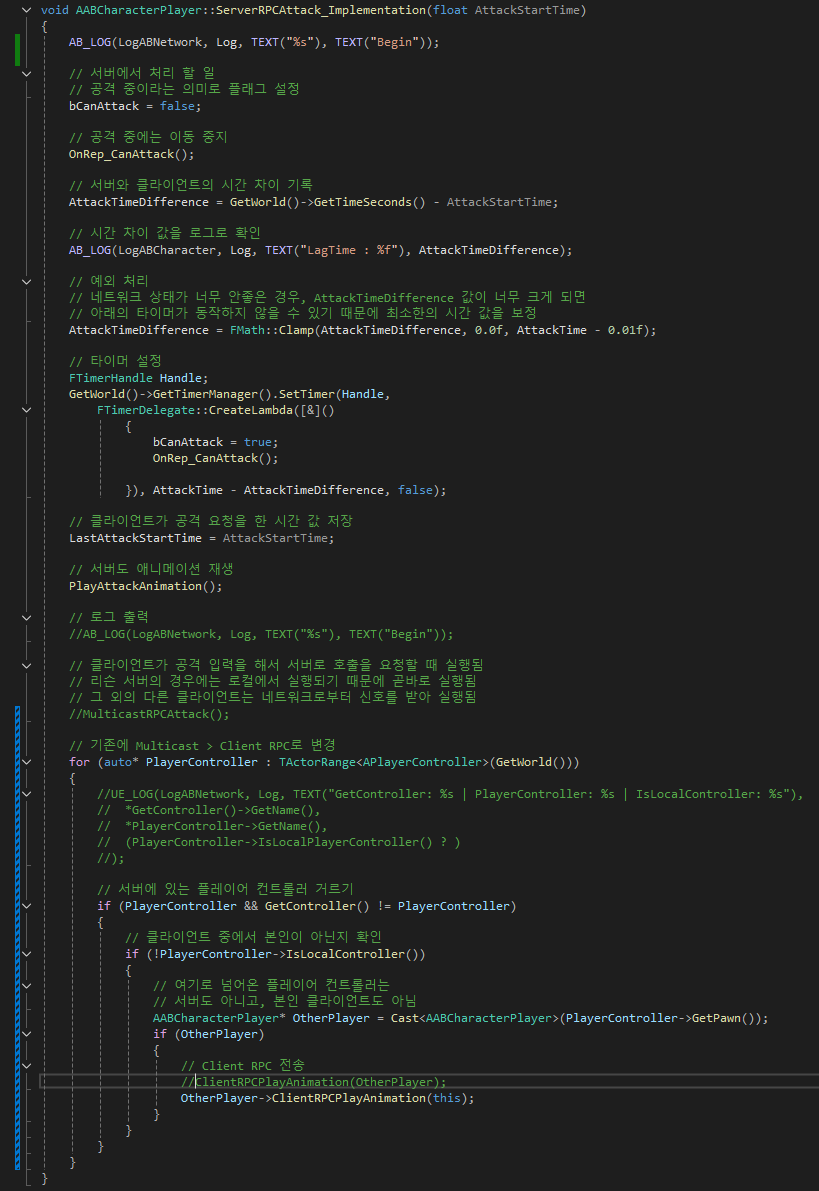 void AABCharacterPlayer::ServerRPCAttack_Implementation(float AttackStartTime)
{
    AB_LOG(LogABNetwork, Log, TEXT("%s"), TEXT("Begin"));

    // 서버에서 처리 할 일
    // 공격 중이라는 의미로 플래그 설정
    bCanAttack = false;

    // 공격 중에는 이동 중지
    OnRep_CanAttack();

    // 서버와 클라이언트의 시간 차이 기록
    AttackTimeDifference = GetWorld()->GetTimeSeconds() - AttackStartTime;

    // 시간 차이 값을 로그로 확인
    AB_LOG(LogABCharacter, Log, TEXT("LagTime : %f"), AttackTimeDifference);

    // 예외 처리
    // 네트워크 상태가 너무 안좋은 경우, AttackTimeDifference 값이 너무 크게 되면
    // 아래의 타이머가 동작하지 않을 수 있기 때문에 최소한의 시간 값을 보정
    AttackTimeDifference = FMath::Clamp(AttackTimeDifference, 0.0f, AttackTime - 0.01f);

    // 타이머 설정
    FTimerHandle Handle;
    GetWorld()->GetTimerManager().SetTimer(Handle,
        FTimerDelegate::CreateLambda([&]()
            {
                bCanAttack = true;
                OnRep_CanAttack();

            }), AttackTime - AttackTimeDifference, false);

    // 클라이언트가 공격 요청을 한 시간 값 저장
    LastAttackStartTime = AttackStartTime;

    // 서버도 애니메이션 재생
    PlayAttackAnimation();

    // 로그 출력
    //AB_LOG(LogABNetwork, Log, TEXT("%s"), TEXT("Begin"));

    // 클라이언트가 공격 입력을 해서 서버로 호출을 요청할 때 실행됨
    // 리슨 서버의 경우에는 로컬에서 실행되기 때문에 곧바로 실행됨
    // 그 외의 다른 클라이언트는 네트워크로부터 신호를 받아 실행됨
    //MulticastRPCAttack();

    // 기존에 Multicast > Client RPC로 변경
    for (auto* PlayerController : TActorRange<APlayerController>(GetWorld()))
    {
        //UE_LOG(LogABNetwork, Log, TEXT("GetController: %s | PlayerController: %s | IsLocalController: %s"),
        //  *GetController()->GetName(),
        //  *PlayerController->GetName(),
        //  (PlayerController->IsLocalPlayerController() ? )
        //);

        // 서버에 있는 플레이어 컨트롤러 거르기
        if (PlayerController && GetController() != PlayerController)
        {
            // 클라이언트 중에서 본인이 아닌지 확인
            if (!PlayerController->IsLocalController())
            {
                // 여기로 넘어온 플레이어 컨트롤러는
                // 서버도 아니고, 본인 클라이언트도 아님
                AABCharacterPlayer* OtherPlayer = Cast<AABCharacterPlayer>(PlayerController->GetPawn());
                if (OtherPlayer)
                {
                    // Client RPC 전송
                    //ClientRPCPlayAnimation(OtherPlayer);
                    OtherPlayer->ClientRPCPlayAnimation(this);
                }
            }
        }
    }
}